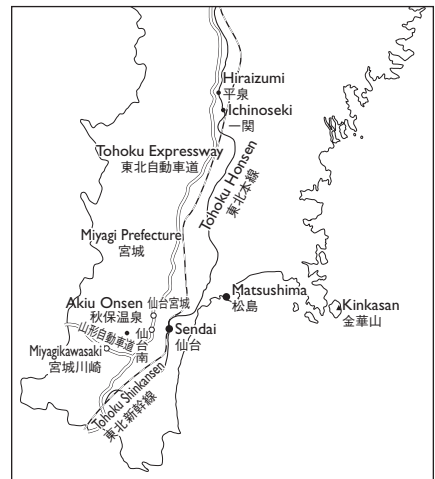 Hiraizumi
平泉
Ichinoseki
一関
Tohoku Expressway
東北自動車道
Tohoku Honsen
東北本線
Miyagi Prefecture
宮城
Matsushima
松島
Akiu Onsen
秋保温泉
仙台宮城
Kinkasan
金華山
山形自動車道
仙台南
Sendai
仙台
Miyagikawasaki
宮城川崎
Tohoku Shinkansen
東北新幹線